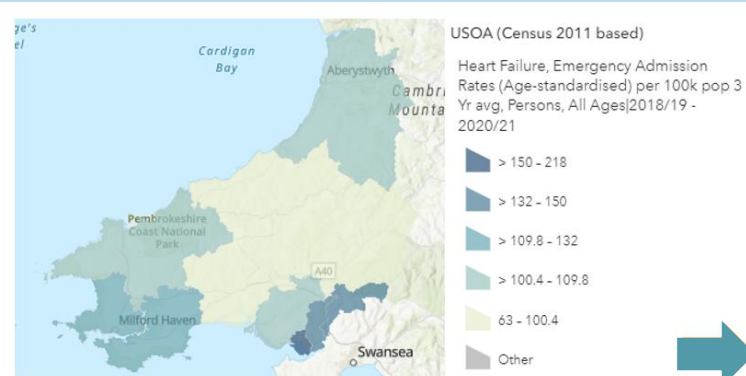 ge's
el
Cardigan
Bay
Aberystwyth
Cambri
Mounta
Pembrokeshire
Coast National
Park
A40
Milford Haven
Swansea
USOA (Census 2011 based)
Heart Failure, Emergency Admission
Rates (Age-standardised) per 100k pop 3
Yr avg, Persons, All Ages|2018/19 -
2020/21
> 150 - 218
> 132 - 150
> 109.8 - 132
> 100.4 - 109.8
63 - 100.4
Other